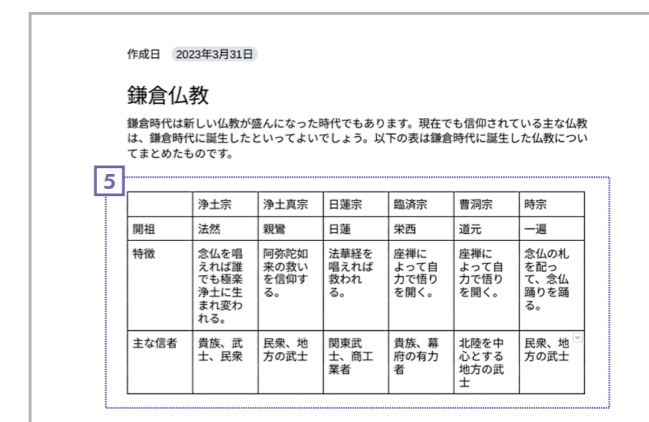 作成日 2023年3月31日
鎌倉仏教
鎌倉時代は新しい仏教が盛んになった時代でもあります。現在でも信仰されている主な仏教
は、鎌倉時代に誕生したといってよいでしょう。以下の表は鎌倉時代に誕生した仏教につい
てまとめたものです。
5
浄土宗 浄土真宗 日蓮宗 臨済宗 曹洞宗 時宗
開祖 法然 親鸞 日蓮 栄西 道元 一遍
特徴 念仏を唱 阿弥陀如 法華経を 座禅に 座禅に 念仏の札
えれば誰 来の救い 唱えれば よって自 よって自 を配っ
でも極楽 を信仰す 救われ 力で悟り 力で悟り て、念仏
浄土に生 る。 る。 を開く。 を開く。 踊りを踊
まれ変わ る。
れる。
主な信者 貴族、武 民衆、地 関東武 貴族、幕 北陸を中 民衆、地
士、民衆 方の武士 士、商工 府の有力 心とする 方の武士
業者 者 地方の武
士